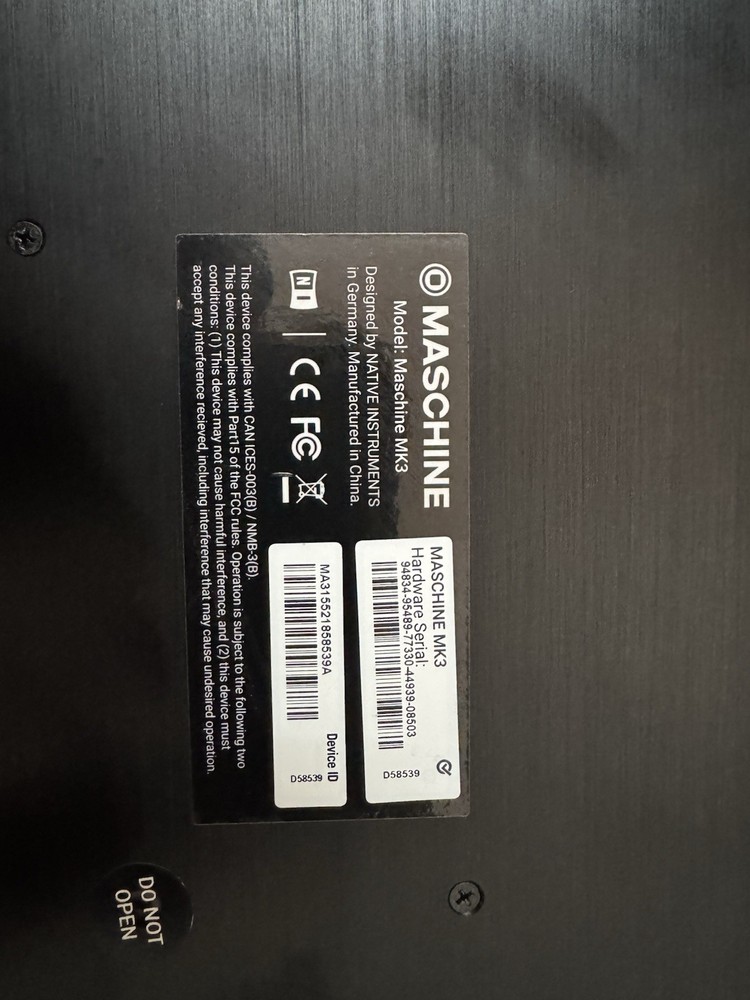 MASCHINE
Model: Maschine MK3
Designed by NATIVE INSTRUMENTS
in Germany. Manufactured in China.
NI
CE FC
This device complies with CAN ICES-003(B) / NMB-3(B).
This device complies with Part15 of the FCC rules. Operation is subject to the following two
conditions: (1) This device may not cause harmful interference, and (2) this device must
accept any interference recieved, including interference that may cause undesired operation.
MASCHINE MK3
Hardware Serial:
94834-95489-77330-44939-08503
D58539
MA315521858539A
Device ID
D58539
DO NOT
OPEN